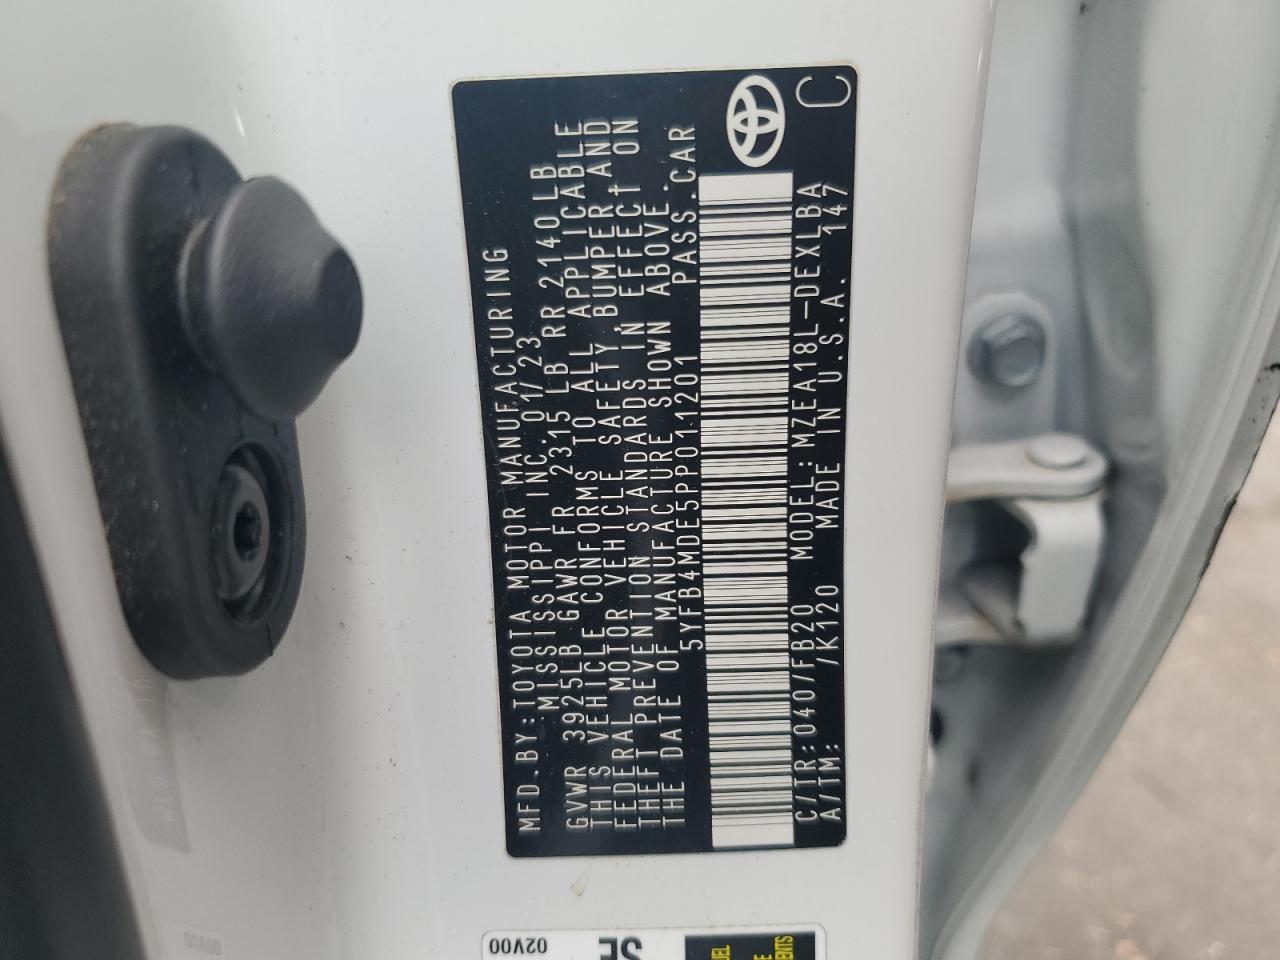 MFD.BY:TOYOTA MOTOR MANUFACTURING
MISSISSIPPI INC. 01/23
GVWR 3925LB GAWR FR 2315LB RR 2140LB
THIS VEHICLE CONFORMS TO ALL APPLICABLE
FEDERAL MOTOR VEHICLE SAFETY BUMPER, AND
THEFT PREVENTION STANDARDS IN EFFECT ON
THE DATE OF MANUFACTURE SHOWN ABOVE.
5YFB4MDE5PP011201 PASS.CAR
C/TR:040/FB20 MODEL:MZEA18L-DEXLBA C
A/TM: /K120 MADE IN U.S.A. 147
02V00